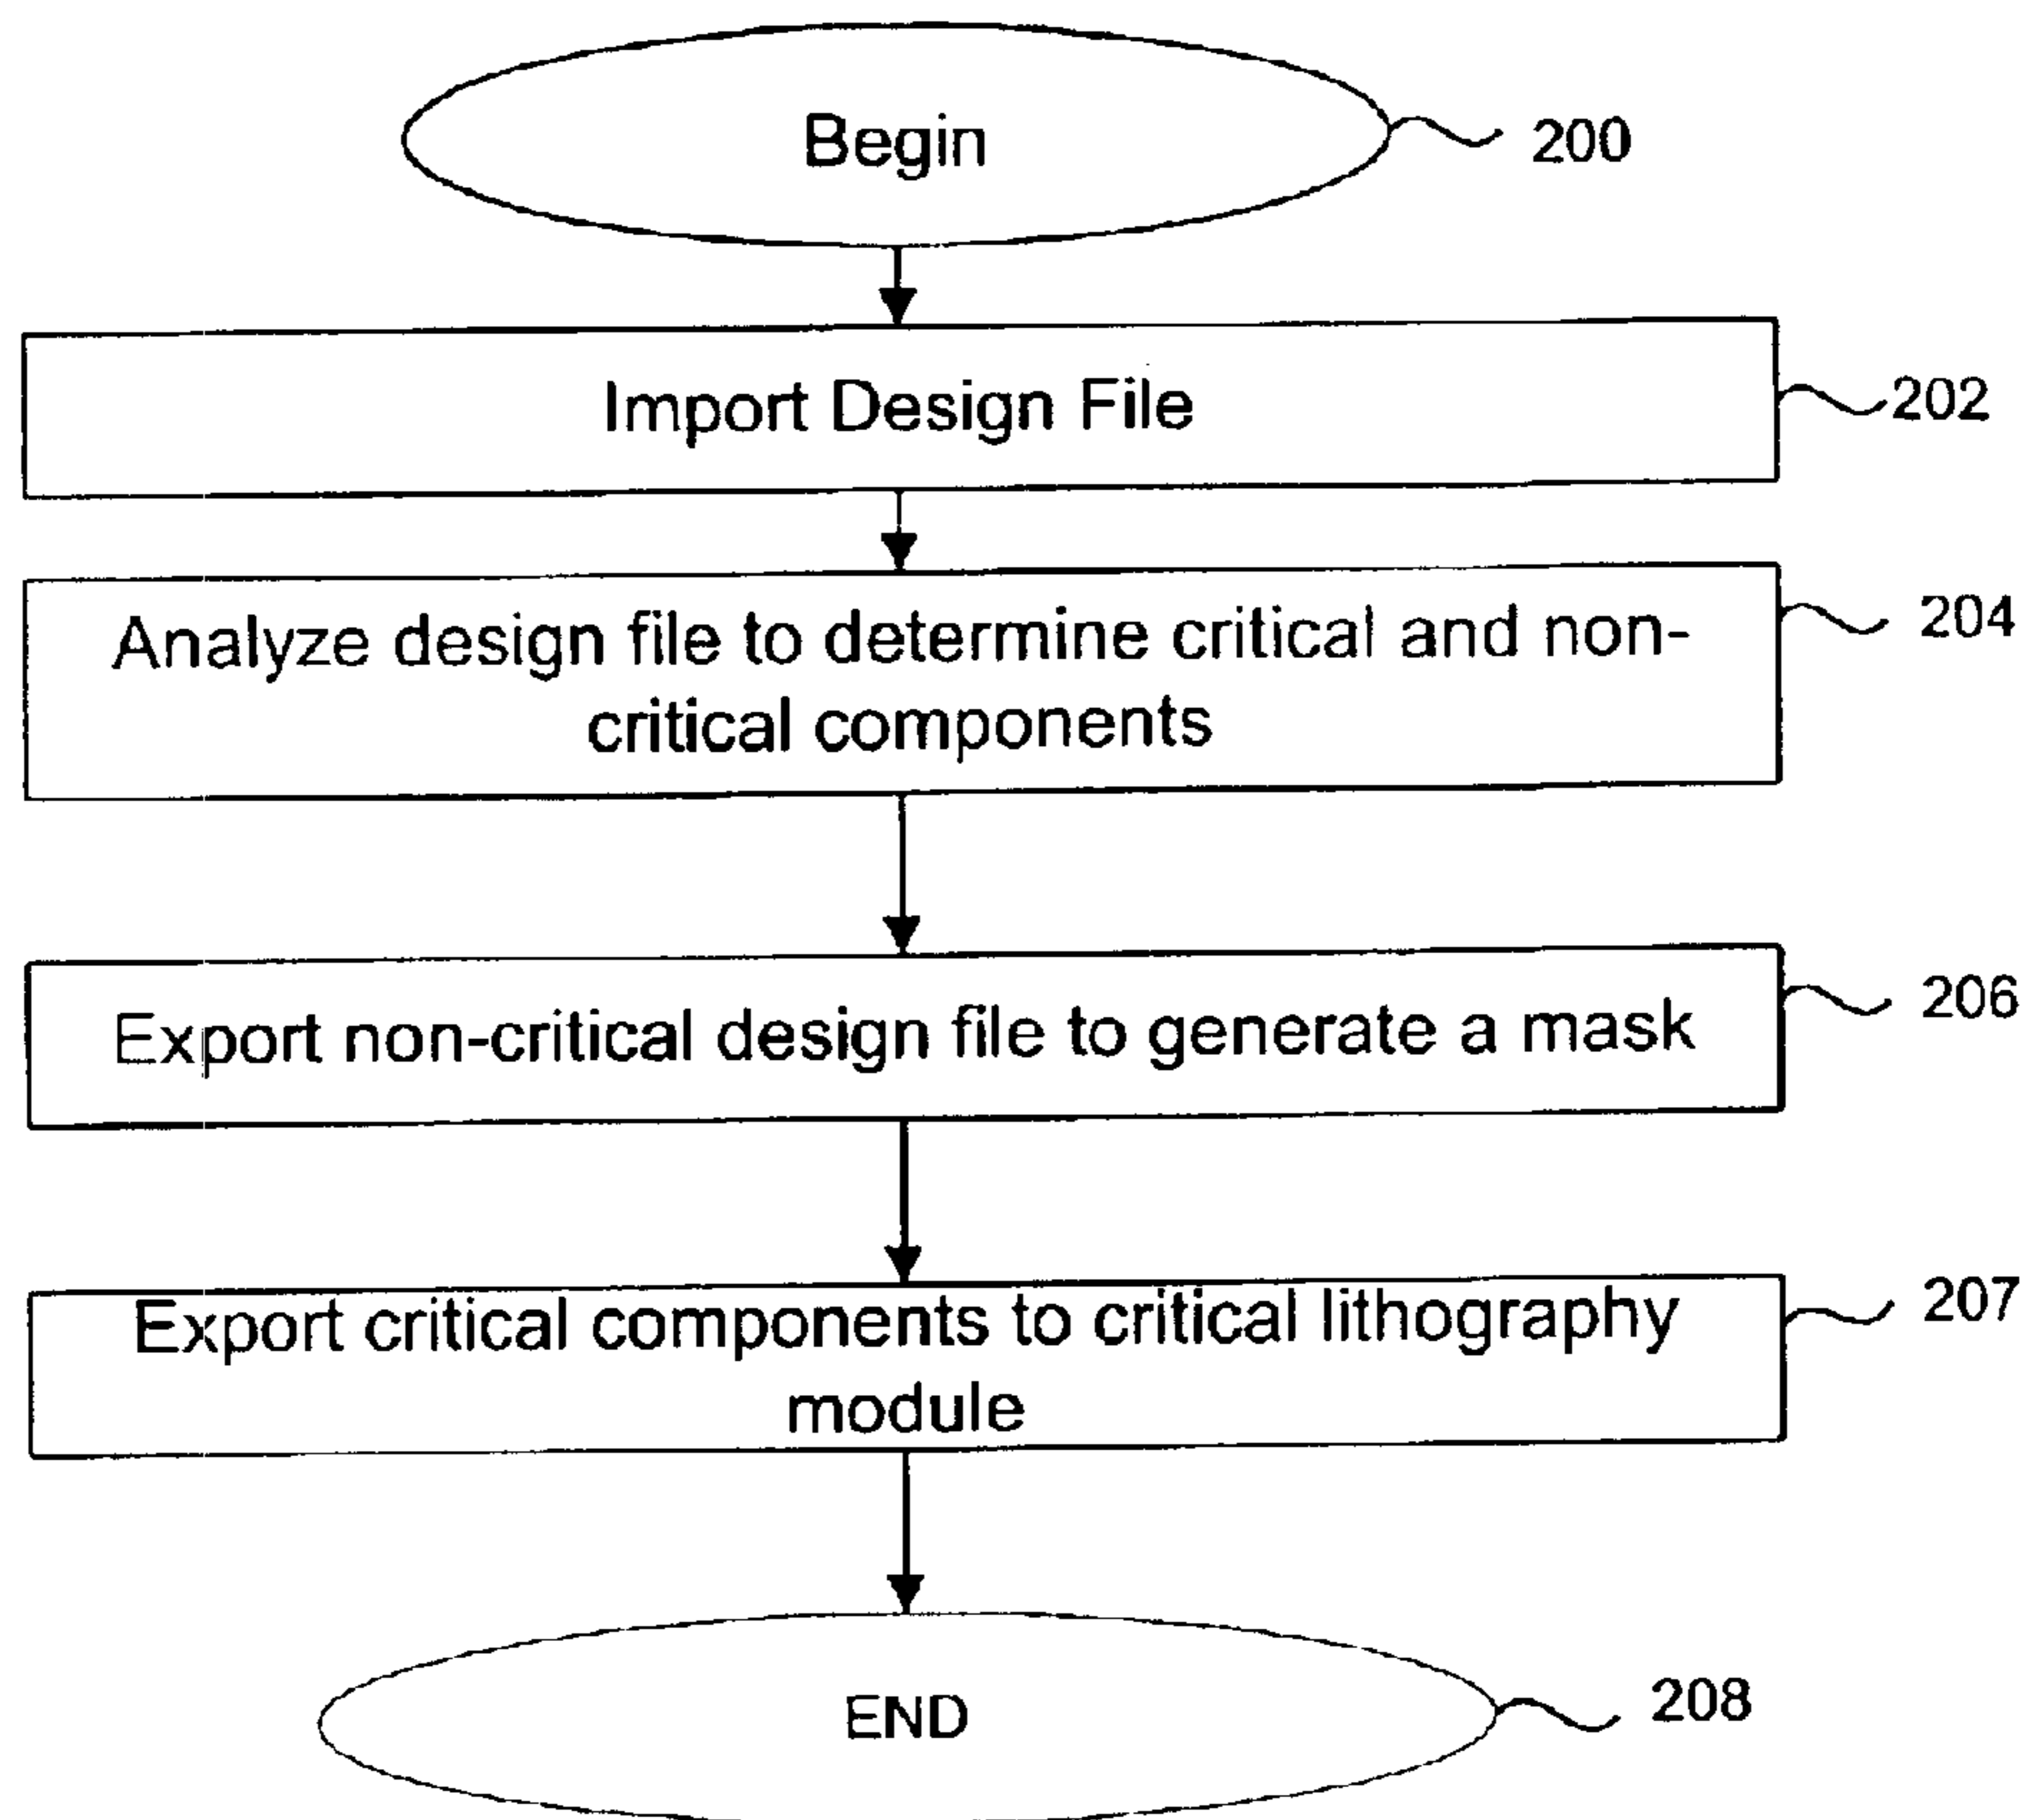 Begin
200
Import Design File
202
Analyze design file to determine critical and non-
critical components
204
Export non-critical design file to generate a mask
206
Export critical components to critical lithography
module
207
END
208